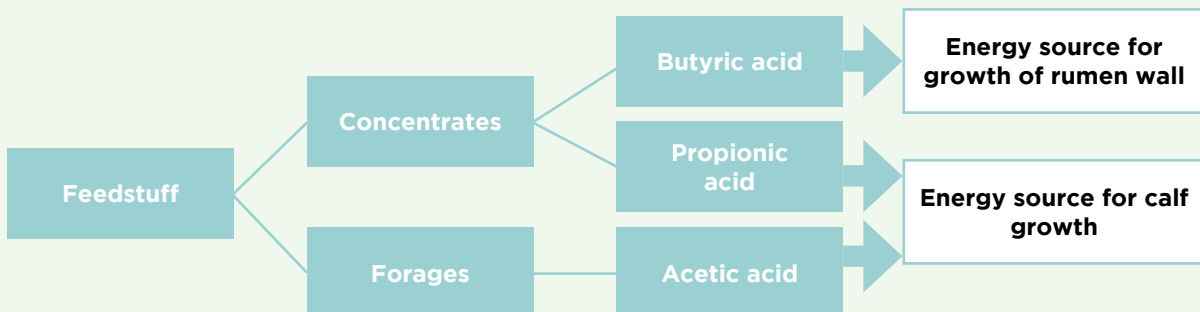 Butyric acid
Energy source for
growth of rumen wall
Concentrates
Propionic
acid
Feedstuff
Energy source for calf
growth
Forages
Acetic acid